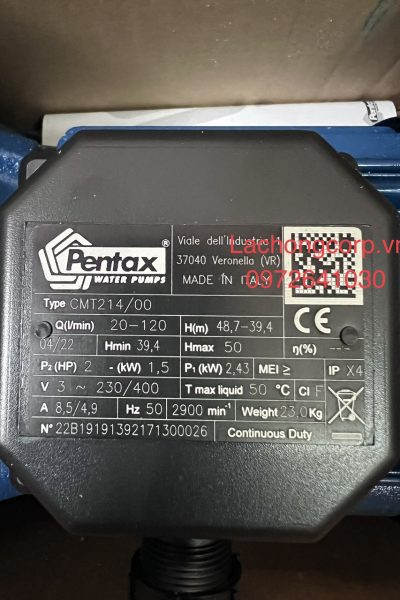 Pentax®
WATER PUMPS
Viale dell'Industria
37040 Veronella (VR)
MADE IN ITALY
Lachongcorp.vn
0972641030
Type CMT214/00
Q(l/min) 20-120 H(m) 48,7-39,4
04/22 Hmin 39,4 Hmax 50 η(%) --
P₂ (HP) 2 - (kW) 1,5 P₁ (kW) 2,43 MEI ≥ IP X4
V 3 ~ 230/400 T max liquid 50 °C Cl F
A 8,5/4,9 Hz 50 2900 min⁻¹ Weight 23,0 Kg
N° 22B19191392171300026 Continuous Duty
CE